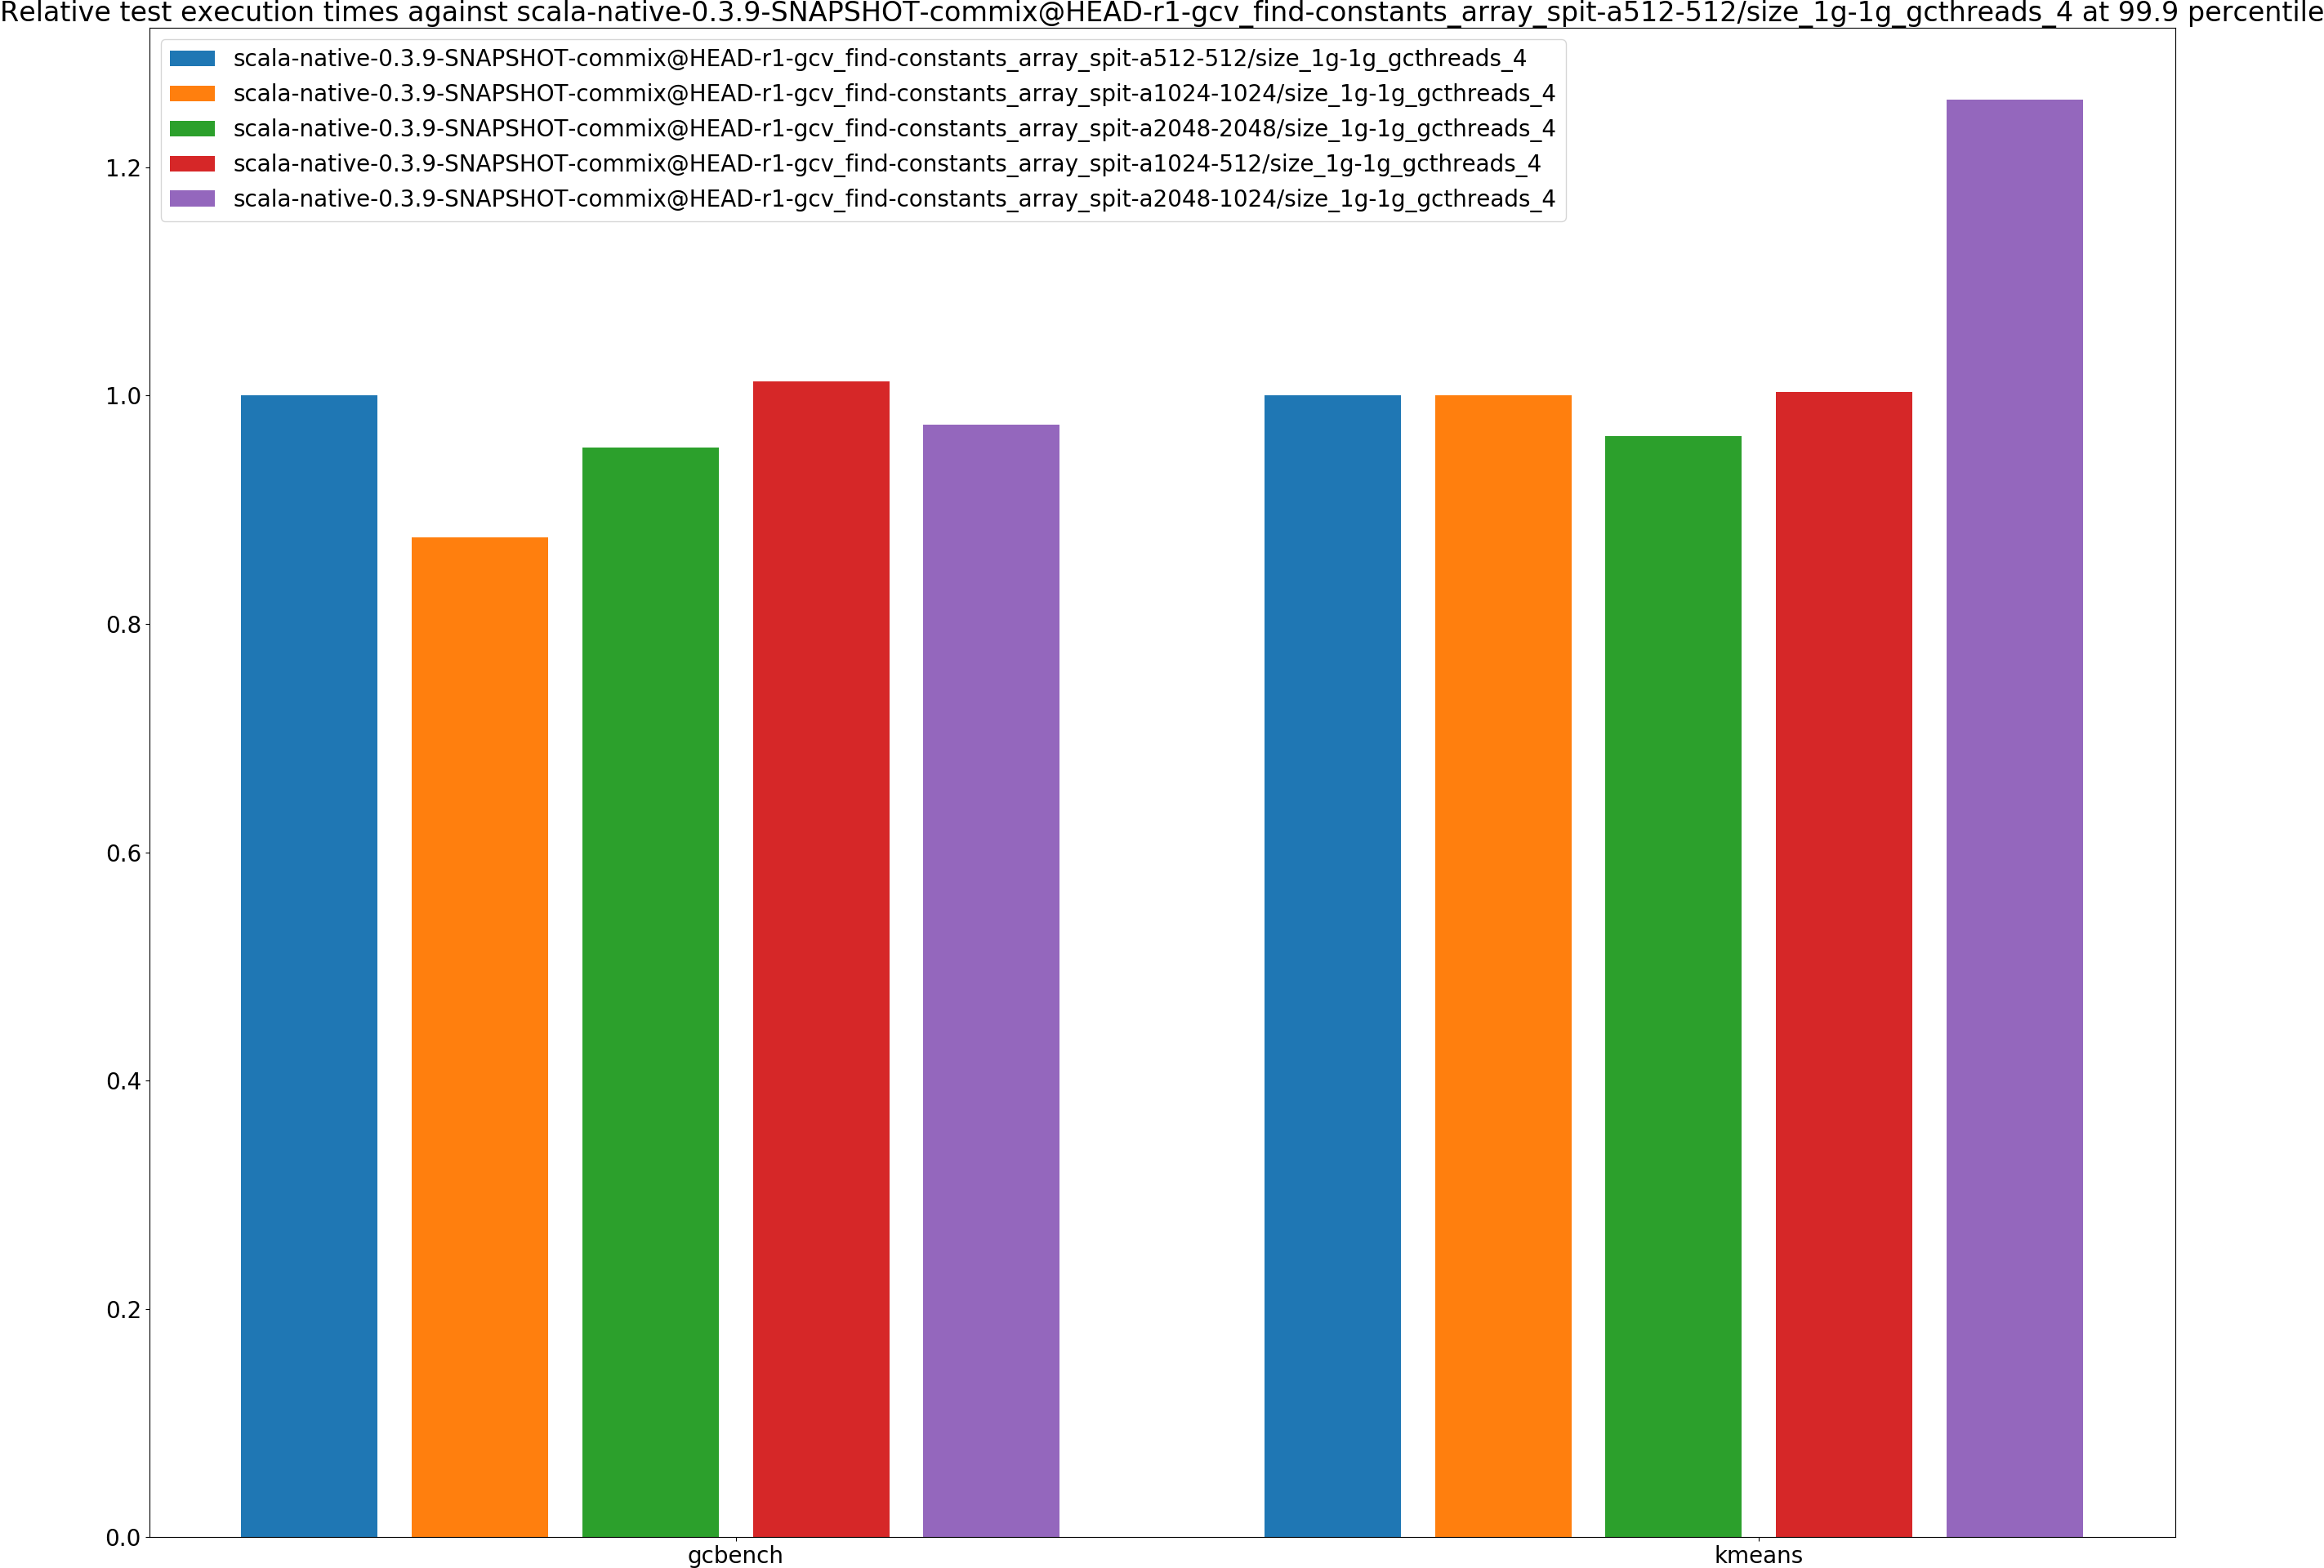 Relative test execution times against scala-native-0.3.9-SNAPSHOT-commix@HEAD-r1-gcv_find-constants_array_spit-a512-512/size_1g-1g_gcthreads_4 at 99.9 percentile
scala-native-0.3.9-SNAPSHOT-commix@HEAD-r1-gcv_find-constants_array_spit-a512-512/size_1g-1g_gcthreads_4
scala-native-0.3.9-SNAPSHOT-commix@HEAD-r1-gcv_find-constants_array_spit-a1024-1024/size_1g-1g_gcthreads_4
scala-native-0.3.9-SNAPSHOT-commix@HEAD-r1-gcv_find-constants_array_spit-a2048-2048/size_1g-1g_gcthreads_4
scala-native-0.3.9-SNAPSHOT-commix@HEAD-r1-gcv_find-constants_array_spit-a1024-512/size_1g-1g_gcthreads_4
scala-native-0.3.9-SNAPSHOT-commix@HEAD-r1-gcv_find-constants_array_spit-a2048-1024/size_1g-1g_gcthreads_4
1.2
1.0
0.8
0.6
0.4
0.2
0.0
gcbench
kmeans